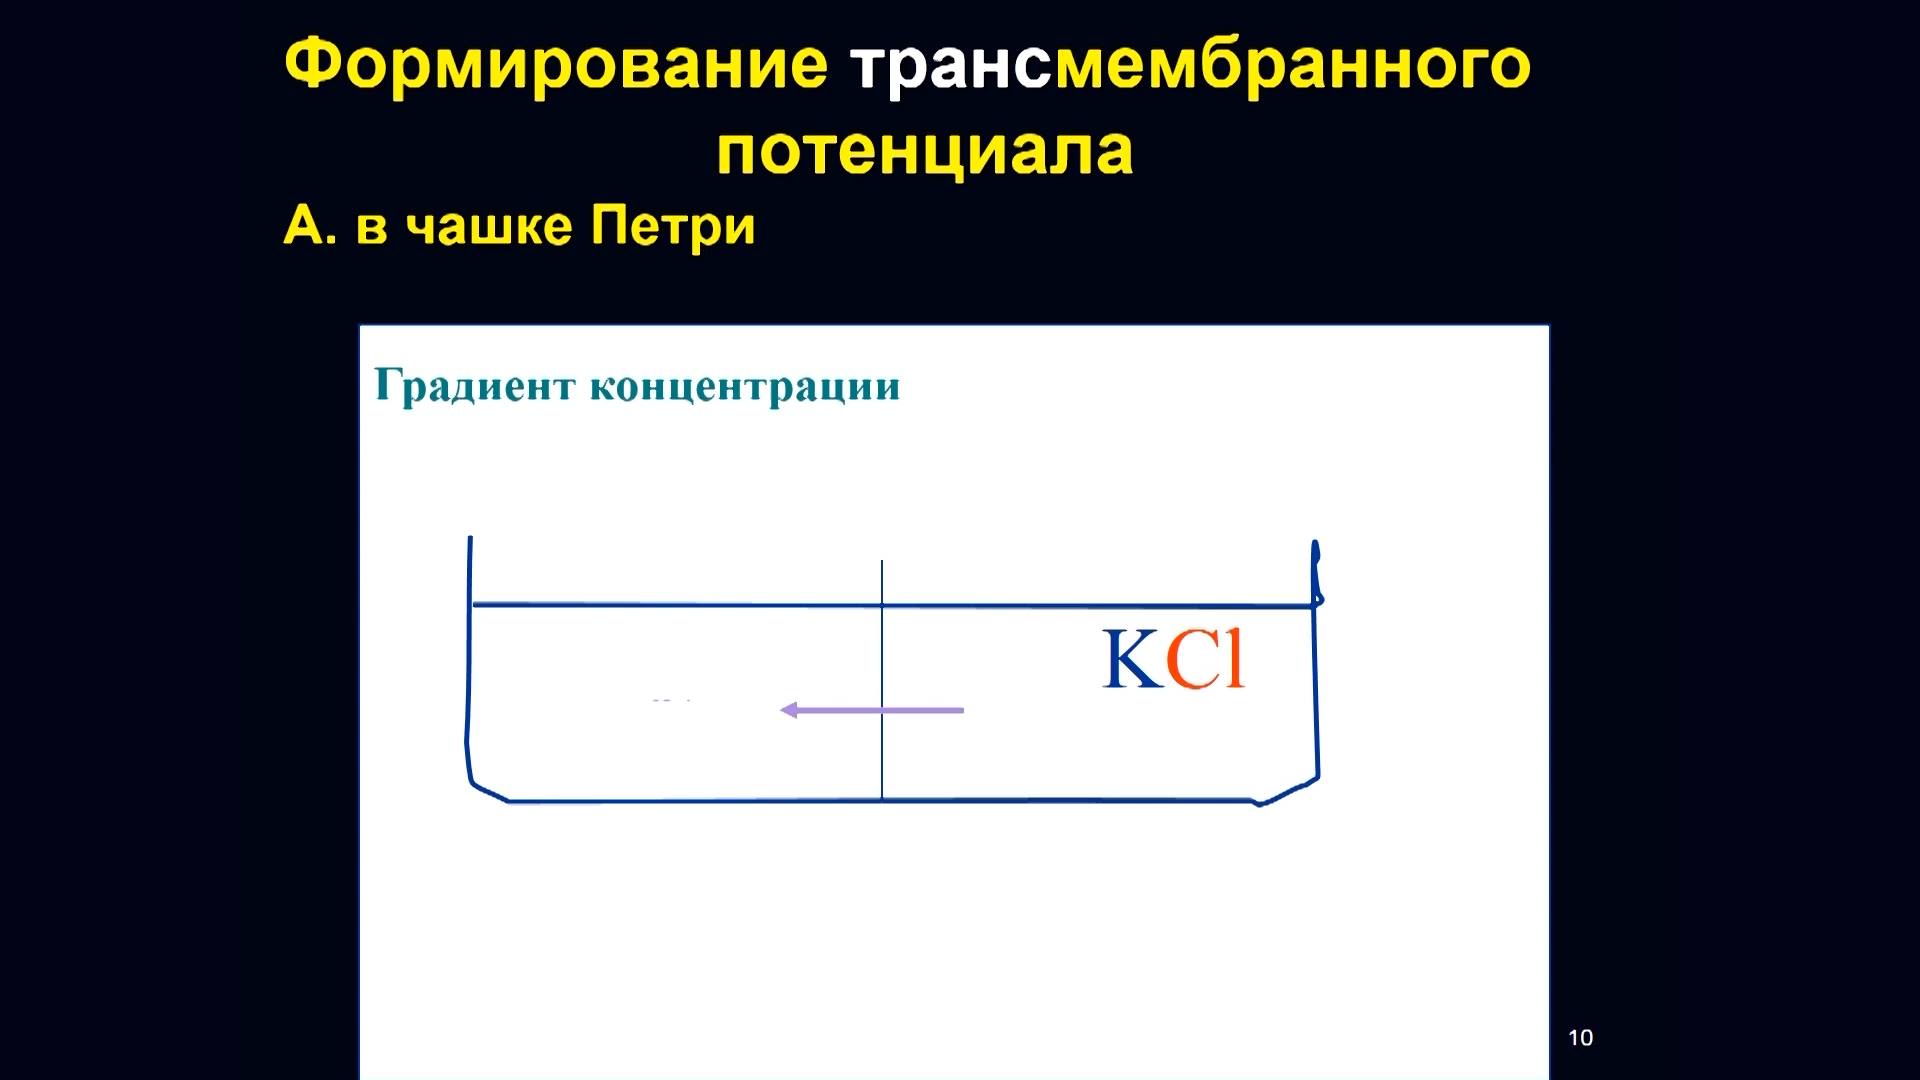 Формирование трансмембранного
потенциала
А. в чашке Петри
Градиент концентрации
KCl
10